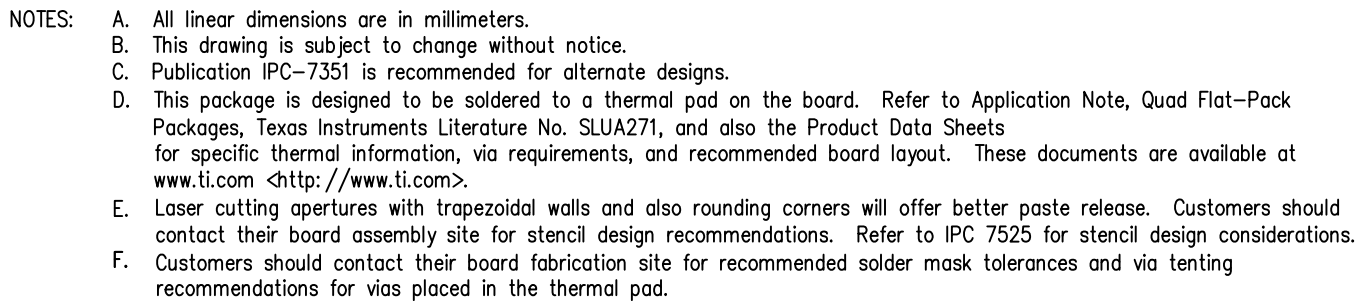 NOTES: A. All linear dimensions are in millimeters.
B. This drawing is subject to change without notice.
C. Publication IPC-7351 is recommended for alternate designs.
D. This package is designed to be soldered to a thermal pad on the board. Refer to Application Note, Quad Flat-Pack
Packages, Texas Instruments Literature No. SLUA271, and also the Product Data Sheets
for specific thermal information, via requirements, and recommended board layout. These documents are available at
www.ti.com <http://www.ti.com>.
E. Laser cutting apertures with trapezoidal walls and also rounding corners will offer better paste release. Customers should
contact their board assembly site for stencil design recommendations. Refer to IPC 7525 for stencil design considerations.
F. Customers should contact their board fabrication site for recommended solder mask tolerances and via tenting
recommendations for vias placed in the thermal pad.